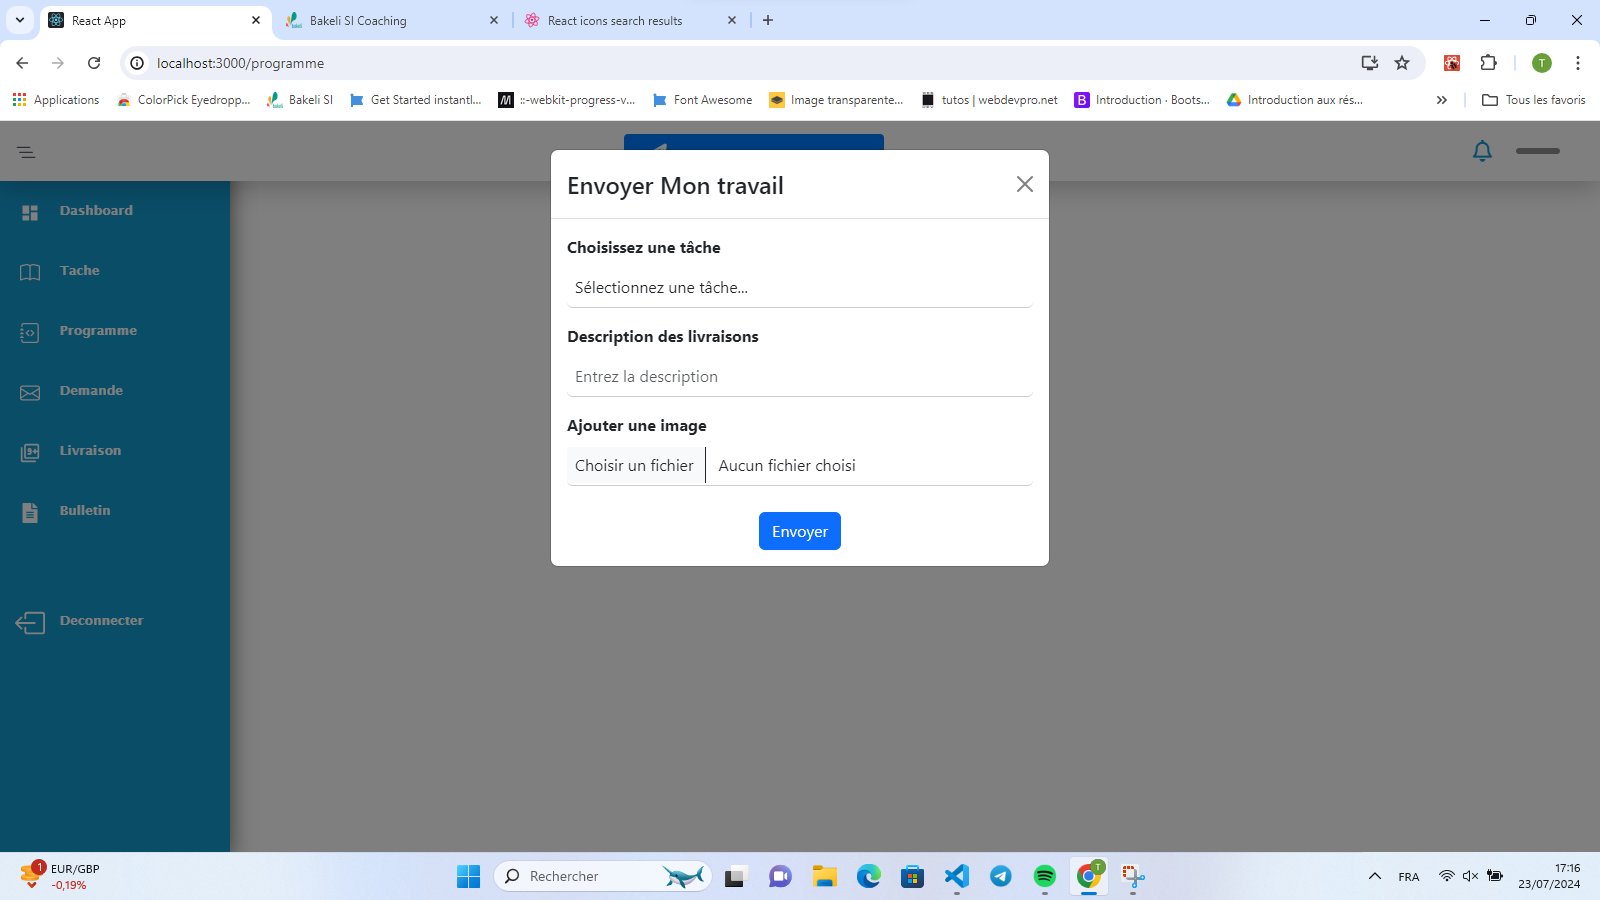 React App
Bakeli SI Coaching
React icons search results
localhost:3000/programme
T
Applications
ColorPick Eyedropp...
Bakeli SI
Get Started instantl...
::-webkit-progress-v...
Font Awesome
Image transparente...
tutos | webdevpro.net
Introduction · Boots...
Introduction aux rés...
Tous les favoris
Envoyer Mon travail
Choisissez une tâche
Sélectionnez une tâche...
Description des livraisons
Entrez la description
Ajouter une image
Choisir un fichier
Aucun fichier choisi
Envoyer
Dashboard
Tache
Programme
Demande
9+
Livraison
Bulletin
Deconnecter
1
EUR/GBP
-0,19%
Rechercher
T
FRA
17:16
23/07/2024